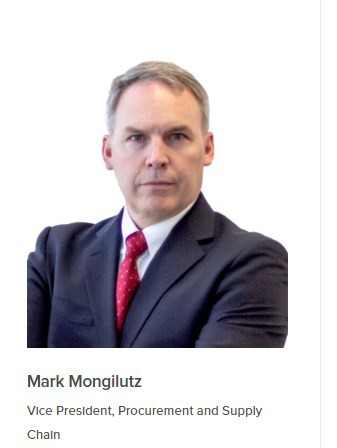 Mark Mongilutz
Vice President, Procurement and Supply
Chain